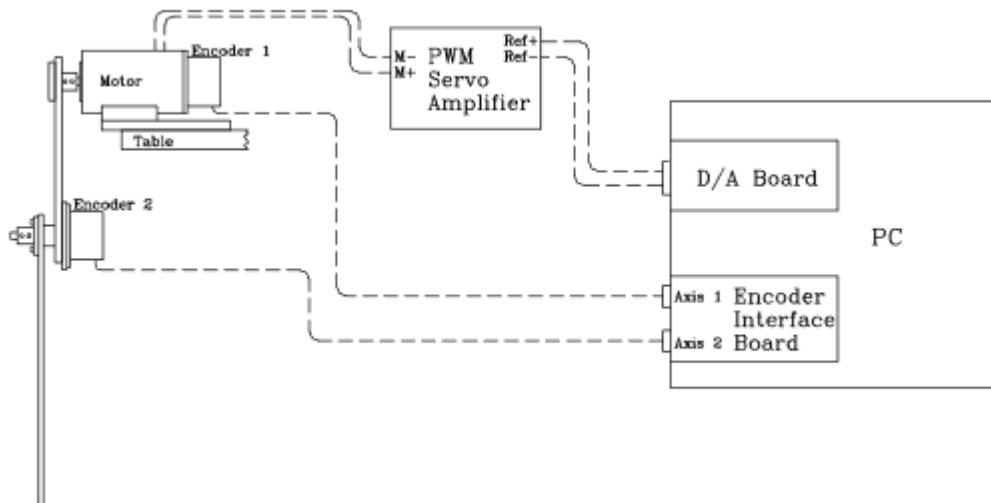 Encoder 1
Motor
Table
Encoder 2
M-
M+
PWM
Servo
Amplifier
Ref+
Ref-
D/A Board
PC
Axis 1
Axis 2
Encoder
Interface
Board